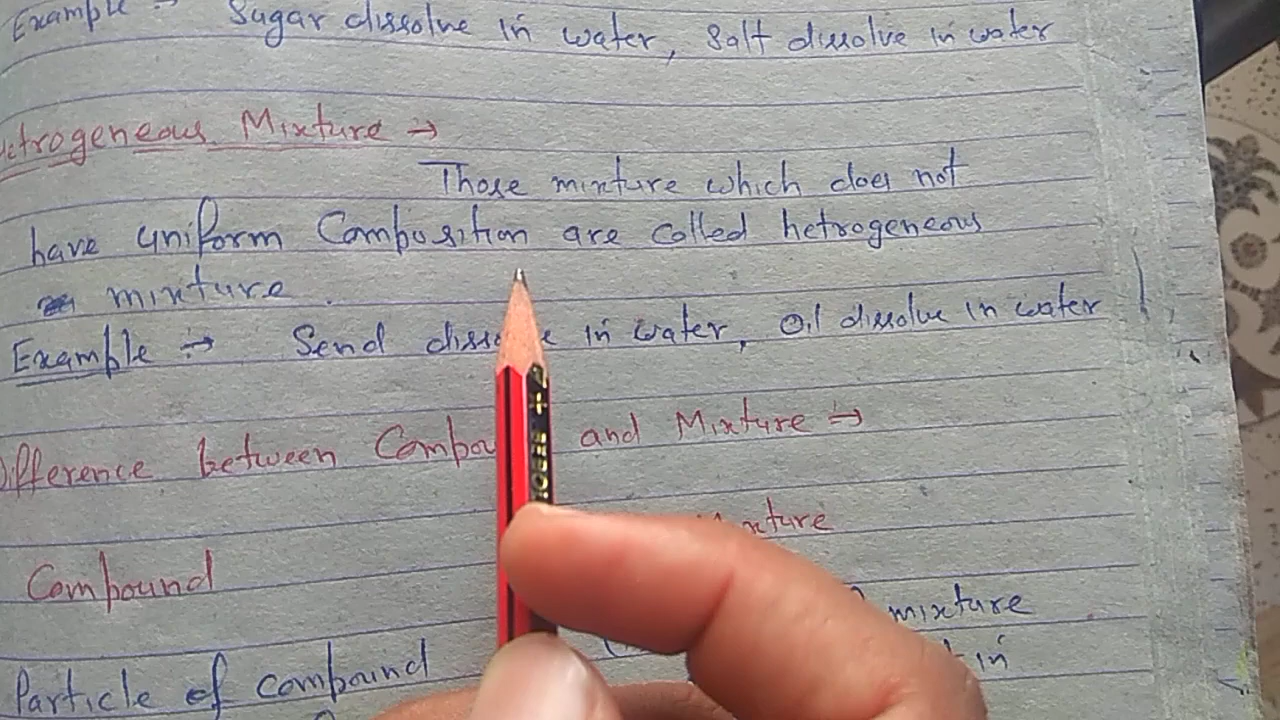 Example → Sugar dissolve in water, Salt dissolve in water
Hetrogeneous Mixture →
Those mixture which does not
have uniform Composition are called hetrogeneous
mixture.
Example → Send in water, Oil dissolve in water
Difference between and Mixture →
Compound
mixture
Particle of compound in